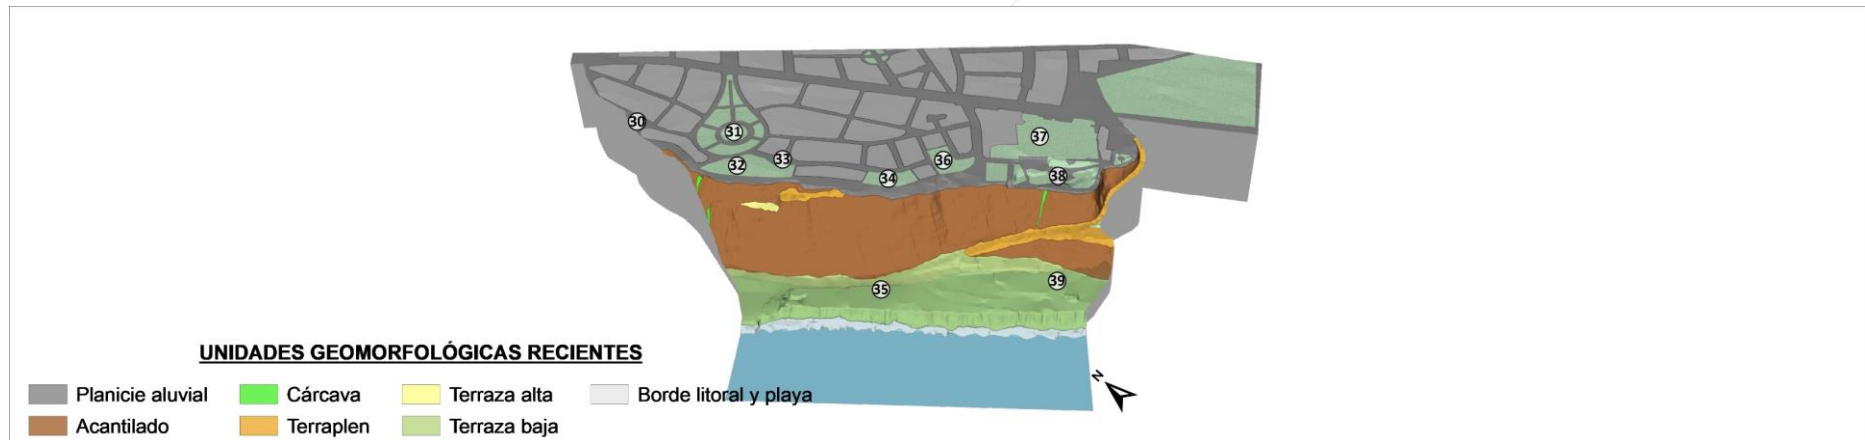 30
31
32
33
34
36
37
38
35
39
N
UNIDADES GEOMORFOLÓGICAS RECIENTES
Planicie aluvial
Cárcava
Terraza alta
Borde litoral y playa
Acantilado
Terraplen
Terraza baja